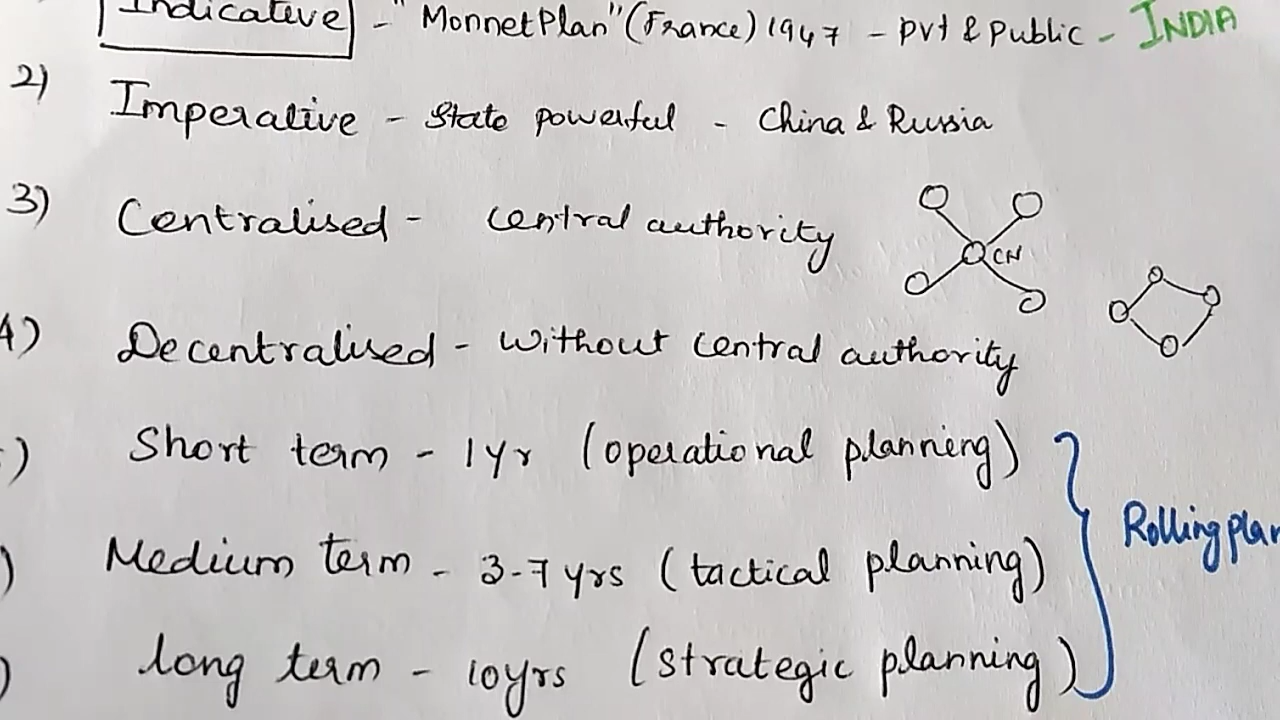 Indicative - "Monnet Plan" (France) 1947 - pvt & public - INDIA
2) Imperative - State powerful - China & Russia
3) Centralised - central authority
CN
4) Decentralised - without central authority
) Short term - 1yr (operational planning)
) Medium term - 3-7 yrs (tactical planning)
Rolling plan
) long term - 10yrs (strategic planning)